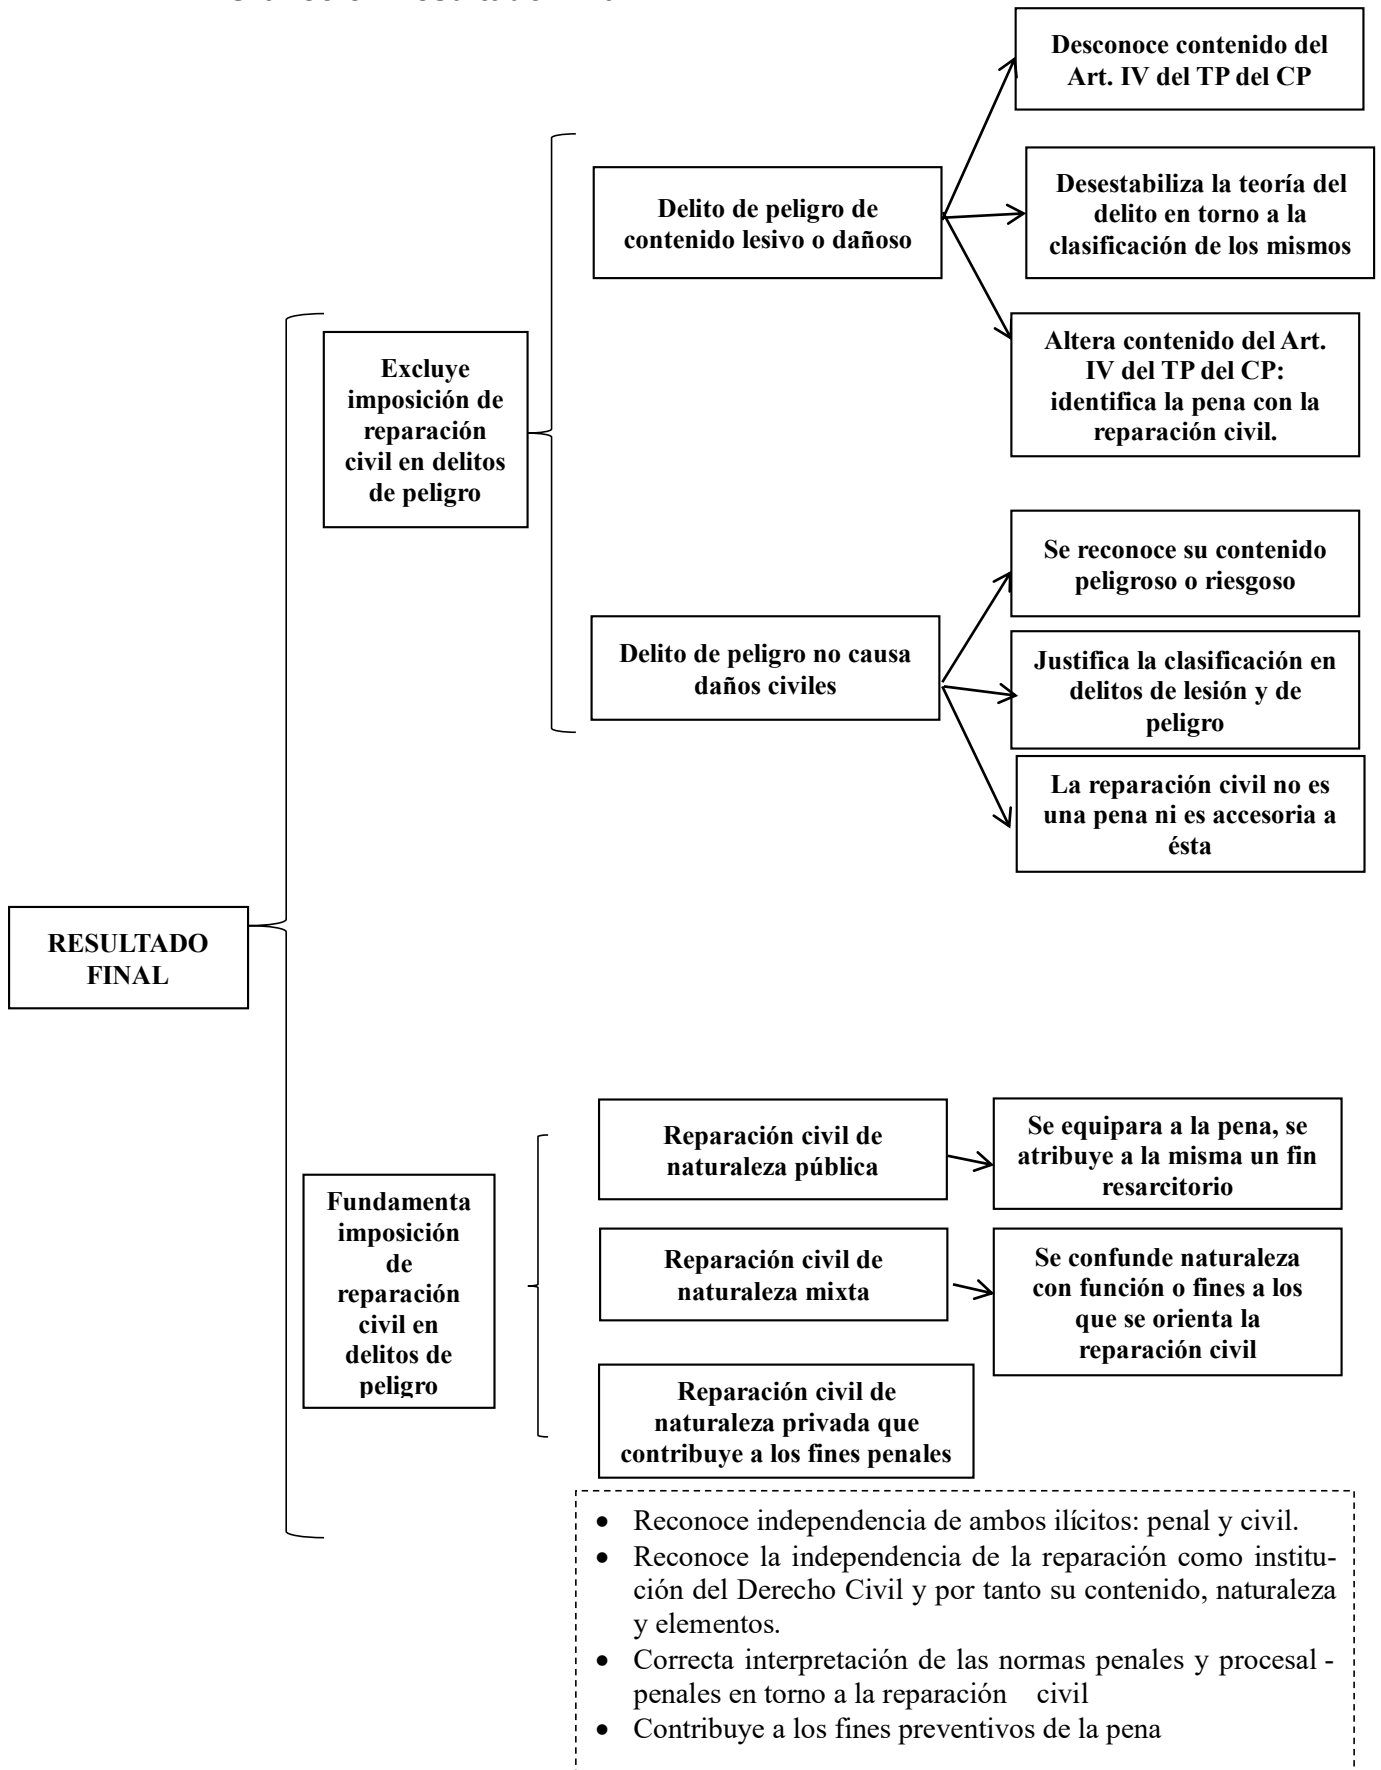 Desconoce contenido del
Art. IV del TP del CP
Delito de peligro de
contenido lesivo o dañoso
Desestabiliza la teoría del
delito en torno a la
clasificación de los mismos
Altera contenido del Art.
IV del TP del CP:
identifica la pena con la
reparación civil.
Excluye
imposición de
reparación
civil en delitos
de peligro
Se reconoce su contenido
peligroso o riesgoso
Delito de peligro no causa
daños civiles
Justifica la clasificación en
delitos de lesión y de
peligro
La reparación civil no es
una pena ni es accesoria a
ésta
RESULTADO
FINAL
Fundamenta
imposición
de
reparación
civil en
delitos de
peligro
Reparación civil de
naturaleza pública
Se equipara a la pena, se
atribuye a la misma un fin
resarcitorio
Reparación civil de
naturaleza mixta
Se confunde naturaleza
con función o fines a los
que se orienta la
reparación civil
Reparación civil de
naturaleza privada que
contribuye a los fines penales
• Reconoce independencia de ambos ilícitos: penal y civil.
• Reconoce la independencia de la reparación como institu-
ción del Derecho Civil y por tanto su contenido, naturaleza
y elementos.
• Correcta interpretación de las normas penales y procesal -
penales en torno a la reparación civil
• Contribuye a los fines preventivos de la pena